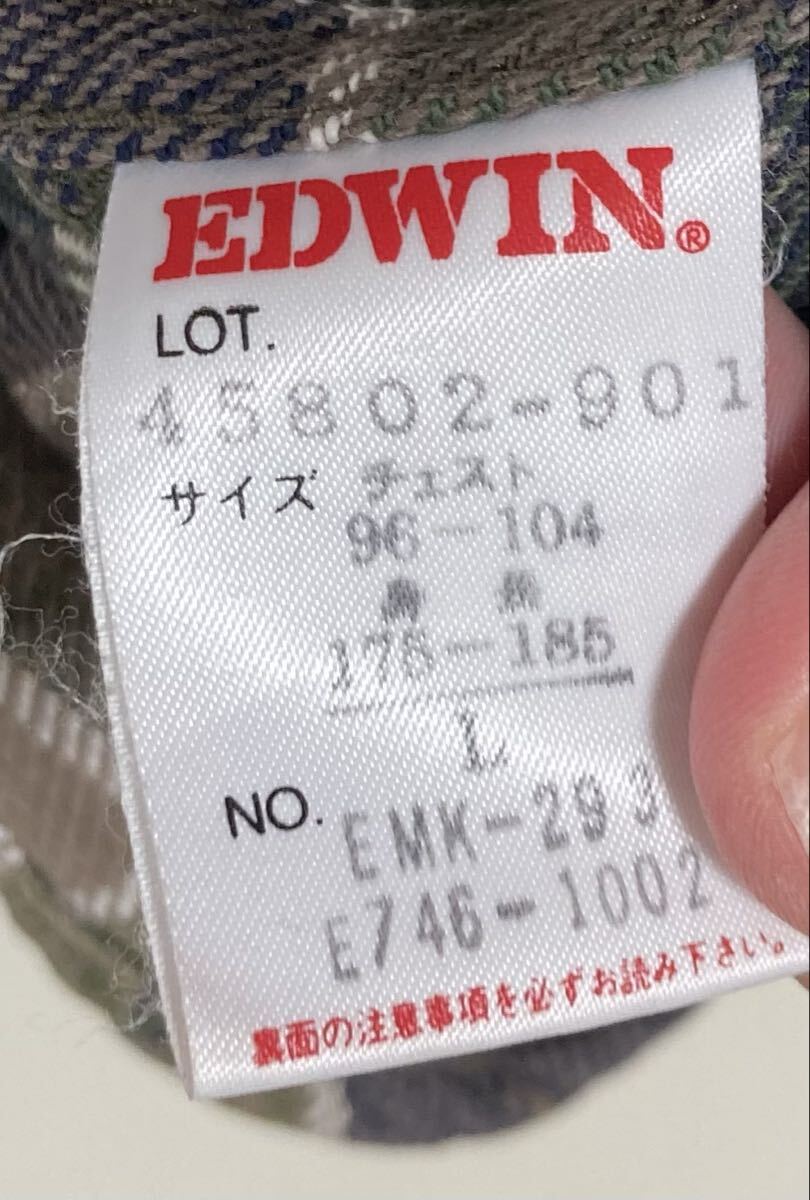 EDWIN®
LOT.
45802-901
サイズ チェスト
96-104
身長
175-185
L
NO. EMK-293
E746-1002
裏面の注意事項を必ずお読み下さい。